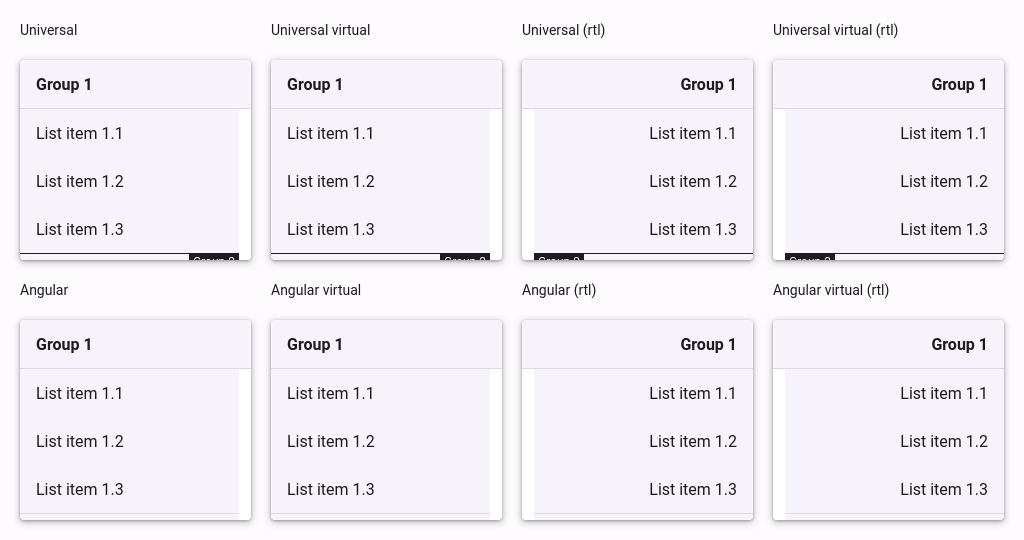 Universal
Universal virtual
Universal (rtl)
Universal virtual (rtl)
Group 1
Group 1
Group 1
Group 1
List item 1.1
List item 1.1
List item 1.1
List item 1.1
List item 1.2
List item 1.2
List item 1.2
List item 1.2
List item 1.3
List item 1.3
List item 1.3
List item 1.3
Angular
Angular virtual
Angular (rtl)
Angular virtual (rtl)
Group 1
Group 1
Group 1
Group 1
List item 1.1
List item 1.1
List item 1.1
List item 1.1
List item 1.2
List item 1.2
List item 1.2
List item 1.2
List item 1.3
List item 1.3
List item 1.3
List item 1.3